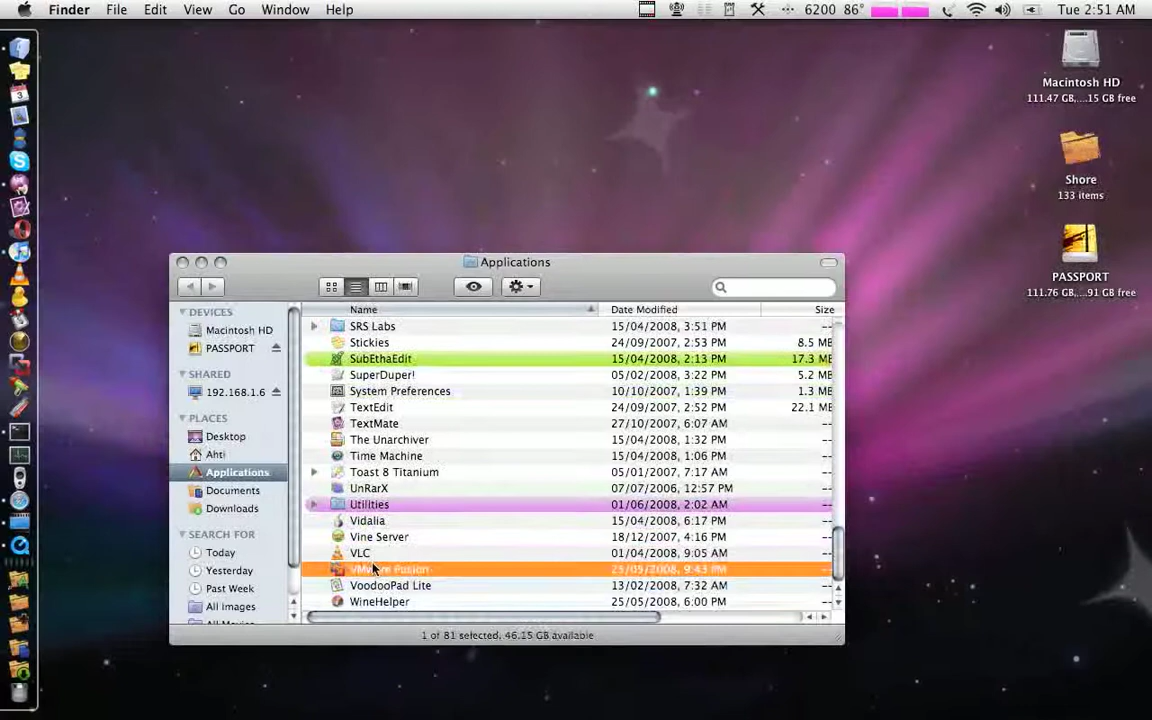 Finder File Edit View Go Window Help 6200 86° Tue 2:51 AM
3
Macintosh HD
111.47 GB,....15 GB free
Shore
133 items
PASSPORT
111.76 GB,...91 GB free
Applications
Name Date Modified Size
DEVICES
Macintosh HD
PASSPORT
SHARED
192.168.1.6
PLACES
Desktop
Ahti
Applications
Documents
Downloads
SEARCH FOR
Today
Yesterday
Past Week
All Images
SRS Labs 15/04/2008, 3:51 PM --
Stickies 24/09/2007, 2:53 PM 8.5 MB
SubEthaEdit 15/04/2008, 2:13 PM 17.3 MB
SuperDuper! 05/02/2008, 3:22 PM 5.2 MB
System Preferences 10/10/2007, 1:39 PM 1.3 MB
TextEdit 24/09/2007, 2:52 PM 22.1 MB
TextMate 27/10/2007, 6:07 AM --
The Unarchiver 15/04/2008, 1:32 PM --
Time Machine 15/04/2008, 1:06 PM --
Toast 8 Titanium 05/01/2007, 7:17 AM --
UnRarX 07/07/2006, 12:57 PM --
Utilities 01/06/2008, 2:02 AM --
Vidalia 15/04/2008, 6:17 PM --
Vine Server 18/12/2007, 4:16 PM --
VLC 01/04/2008, 9:05 AM --
VMware Fusion 25/05/2008, 9:43 PM --
VoodooPad Lite 13/02/2008, 7:32 AM --
WineHelper 25/05/2008, 6:00 PM --
1 of 81 selected, 46.15 GB available